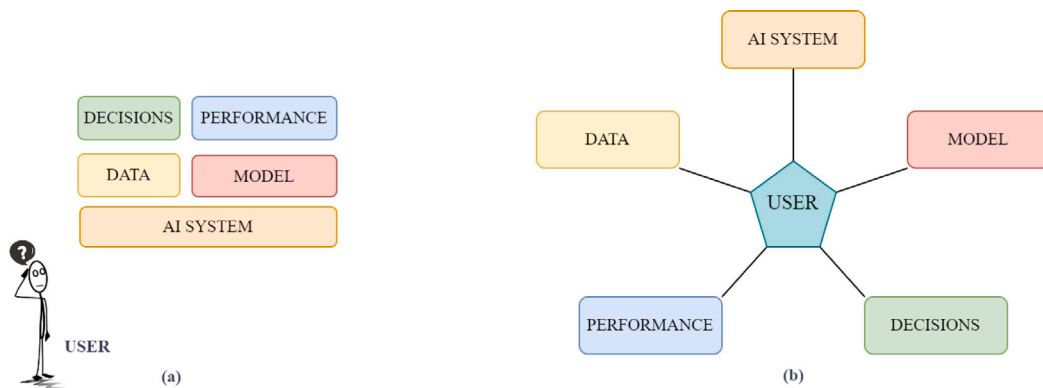 DECISIONS
PERFORMANCE
DATA
MODEL
AI SYSTEM
?
USER
(a)
AI SYSTEM
DATA
MODEL
USER
PERFORMANCE
DECISIONS
(b)